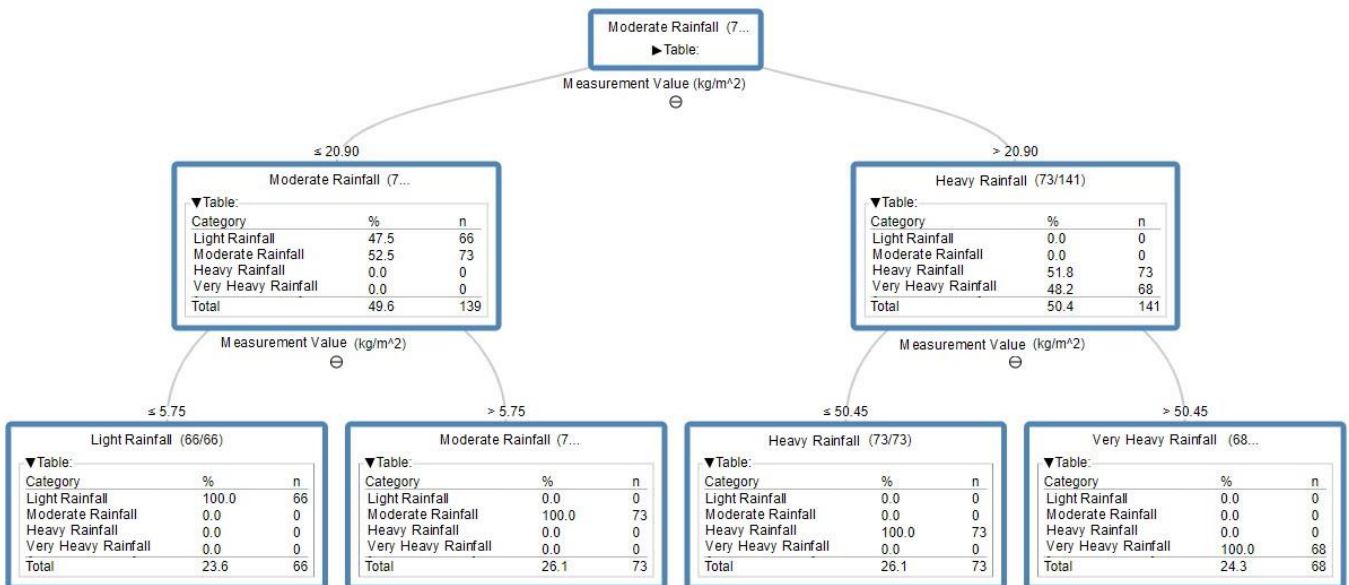 Moderate Rainfall (7...
▶Table:
Measurement Value (kg/m^2)
≤ 20.90
> 20.90
Moderate Rainfall (7...
▼Table:
Category % n
Light Rainfall 47.5 66
Moderate Rainfall 52.5 73
Heavy Rainfall 0.0 0
Very Heavy Rainfall 0.0 0
Total 49.6 139
Heavy Rainfall (73/141)
▼Table:
Category % n
Light Rainfall 0.0 0
Moderate Rainfall 0.0 0
Heavy Rainfall 51.8 73
Very Heavy Rainfall 48.2 68
Total 50.4 141
Measurement Value (kg/m^2)
Measurement Value (kg/m^2)
≤ 5.75
> 5.75
≤ 50.45
> 50.45
Light Rainfall (66/66)
▼Table:
Category % n
Light Rainfall 100.0 66
Moderate Rainfall 0.0 0
Heavy Rainfall 0.0 0
Very Heavy Rainfall 0.0 0
Total 23.6 66
Moderate Rainfall (7...
▼Table:
Category % n
Light Rainfall 0.0 0
Moderate Rainfall 100.0 73
Heavy Rainfall 0.0 0
Very Heavy Rainfall 0.0 0
Total 26.1 73
Heavy Rainfall (73/73)
▼Table:
Category % n
Light Rainfall 0.0 0
Moderate Rainfall 0.0 0
Heavy Rainfall 100.0 73
Very Heavy Rainfall 0.0 0
Total 26.1 73
Very Heavy Rainfall (68...
▼Table:
Category % n
Light Rainfall 0.0 0
Moderate Rainfall 0.0 0
Heavy Rainfall 0.0 0
Very Heavy Rainfall 100.0 68
Total 24.3 68